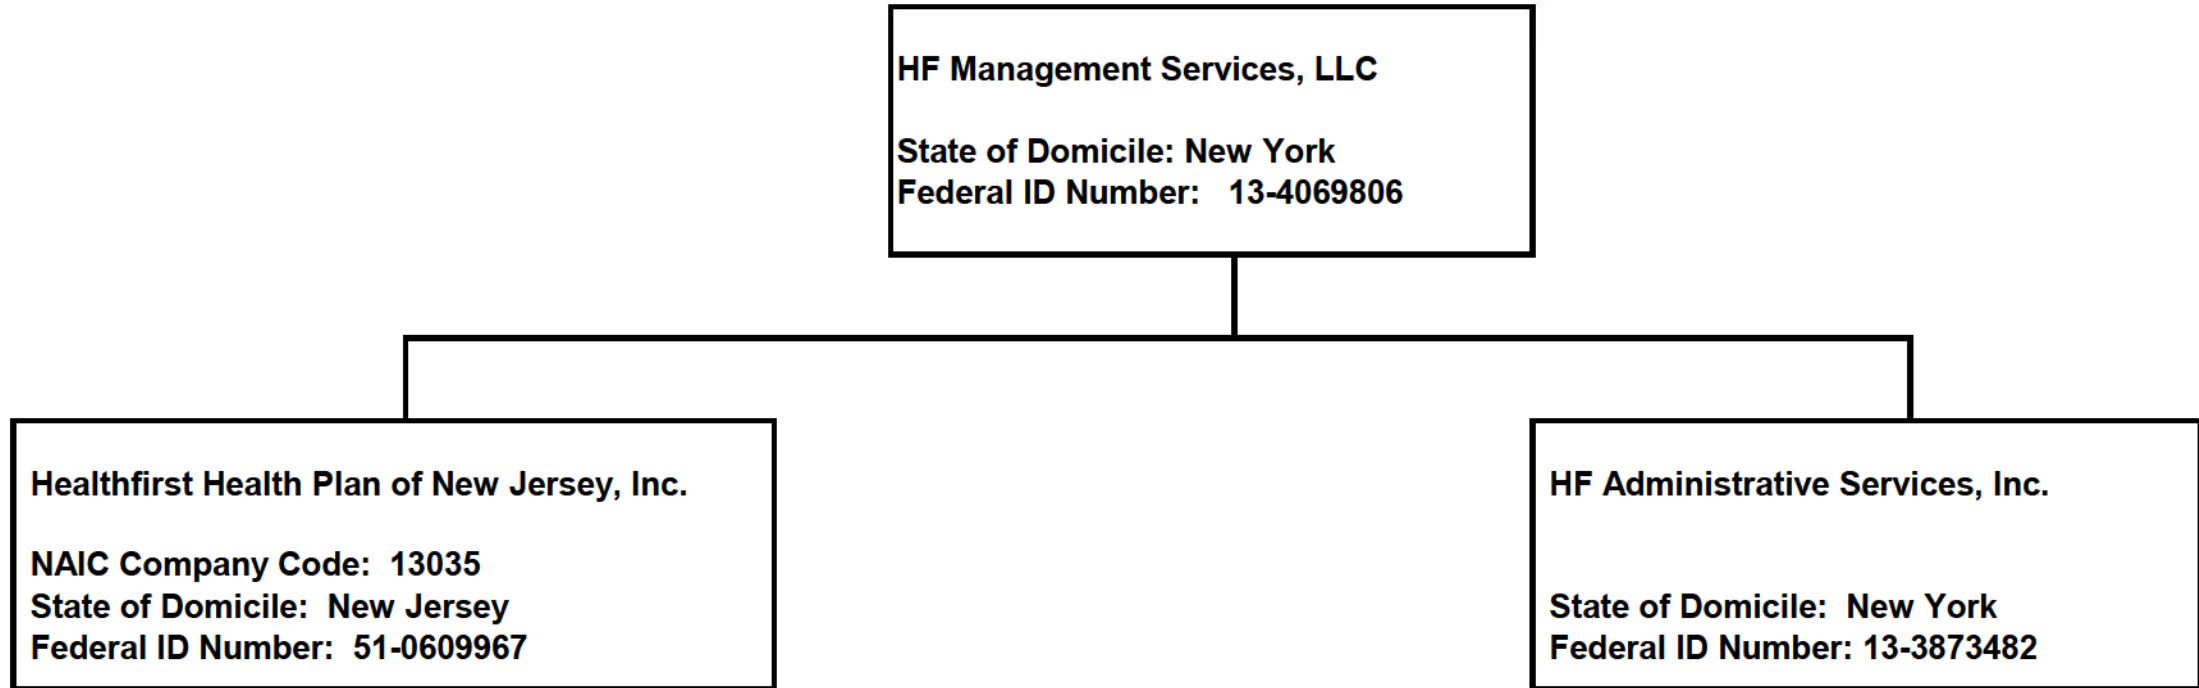 HF Management Services, LLC
State of Domicile: New York
Federal ID Number: 13-4069806
Healthfirst Health Plan of New Jersey, Inc.
NAIC Company Code: 13035
State of Domicile: New Jersey
Federal ID Number: 51-0609967
HF Administrative Services, Inc.
State of Domicile: New York
Federal ID Number: 13-3873482